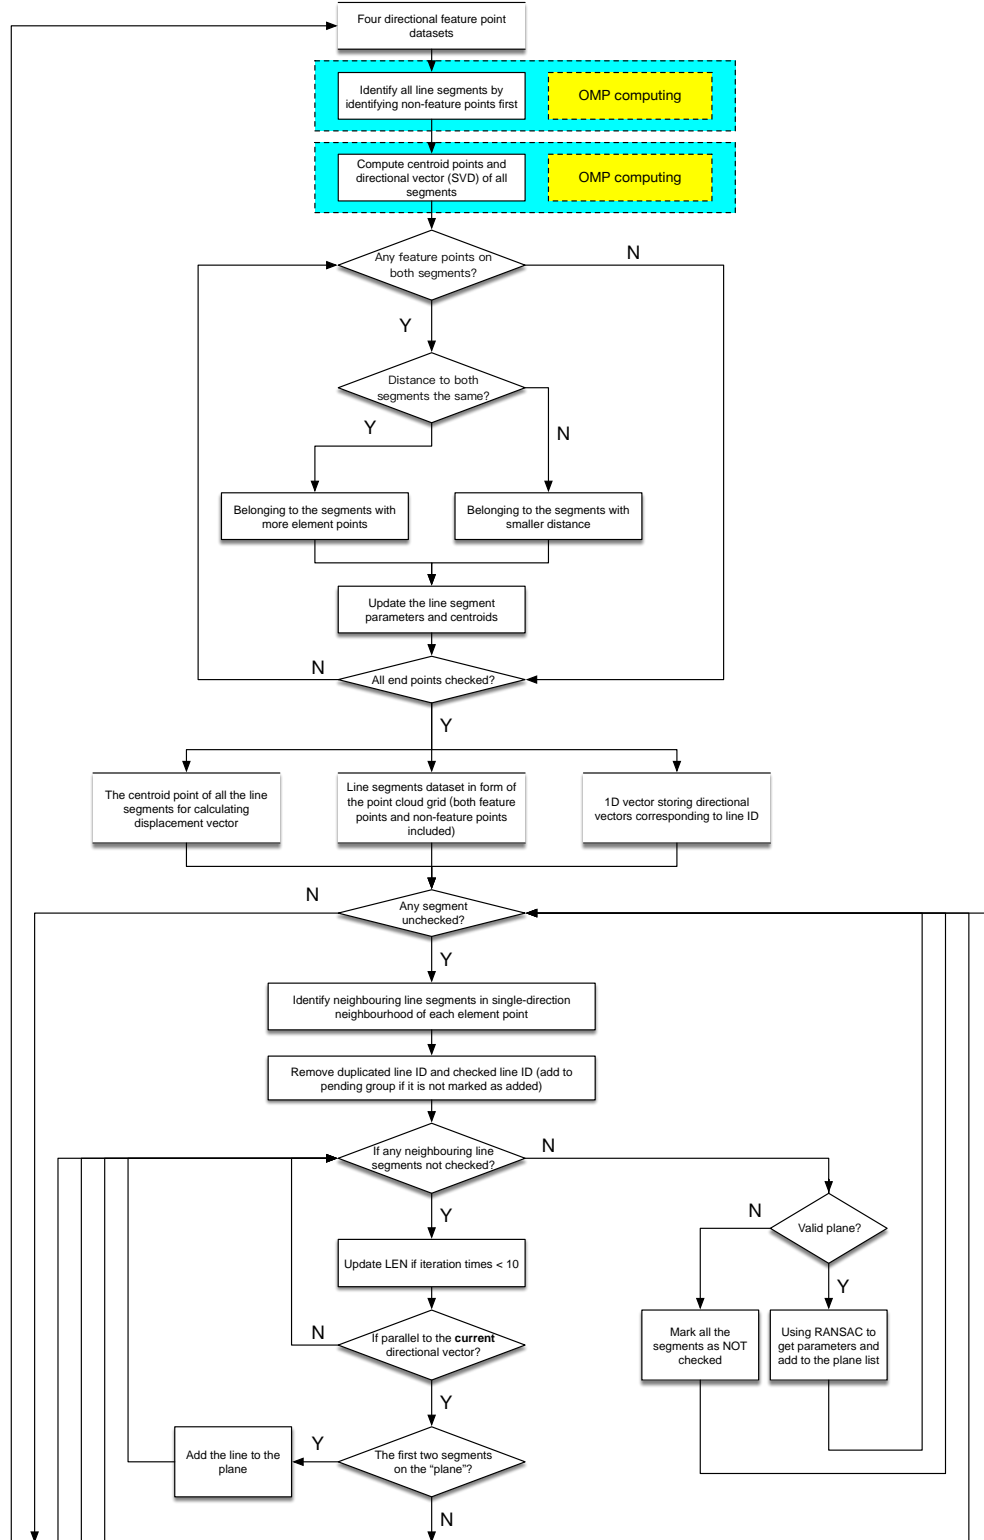 Four directional feature point
datasets
Identify all line segments by
identifying non-feature points first
OMP computing
Compute centroid points and
directional vector (SVD) of all
segments
OMP computing
Any feature points on
both segments?
N
Y
Distance to both
segments the same?
Y
N
Belonging to the segments with
more element points
Belonging to the segments with
smaller distance
Update the line segment
parameters and centroids
N
All end points checked?
Y
The centroid point of all the line
segments for calculating
displacement vector
Line segments dataset in form of
the point cloud grid (both feature
points and non-feature points
included)
1D vector storing directional
vectors corresponding to line ID
N
Any segment
unchecked?
Y
Identify neighbouring line segments in single-direction
neighbourhood of each element point
Remove duplicated line ID and checked line ID (add to
pending group if it is not marked as added)
If any neighbouring line
segments not checked?
N
Y
N
Valid plane?
Y
Update LEN if iteration times < 10
N
If parallel to the current
directional vector?
Mark all the
segments as NOT
checked
Using RANSAC to
get parameters and
add to the plane list
Y
Add the line to the
plane
Y
The first two segments
on the “plane”?
N